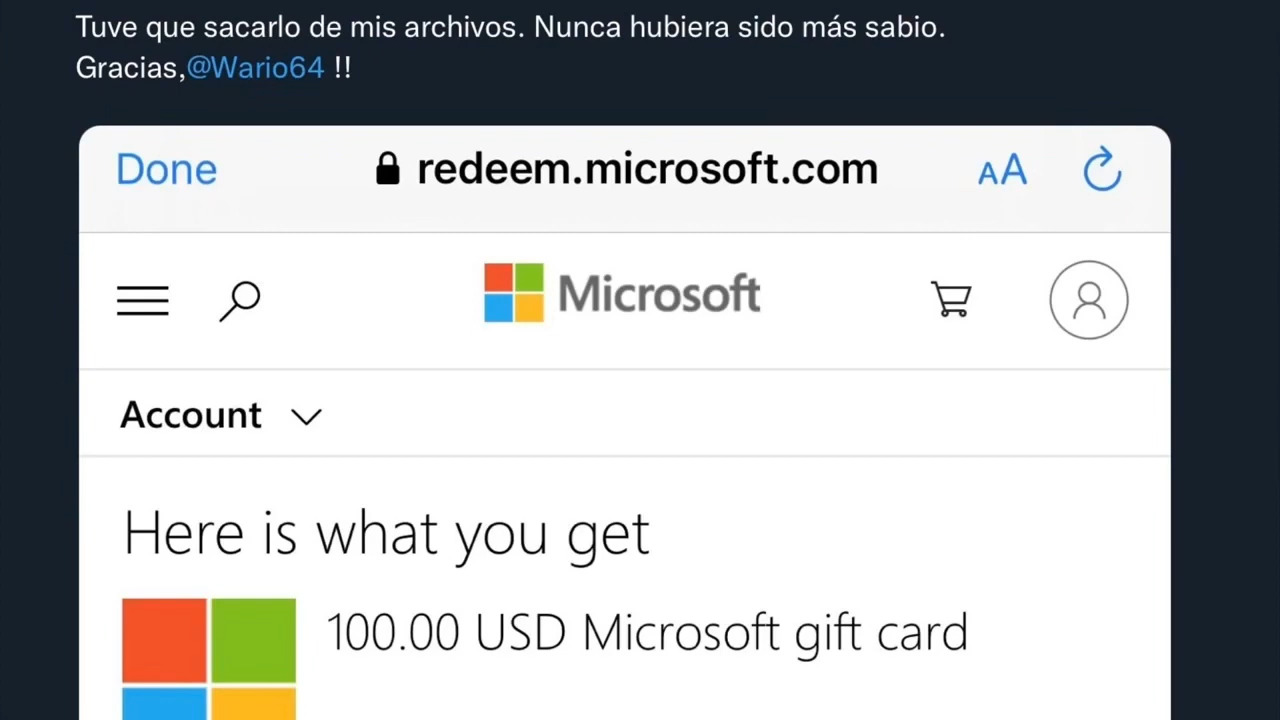 Tuve que sacarlo de mis archivos. Nunca hubiera sido más sabio.
Gracias,@Wario64 !!
Done redeem.microsoft.com AA
Microsoft
Account
Here is what you get
100.00 USD Microsoft gift card